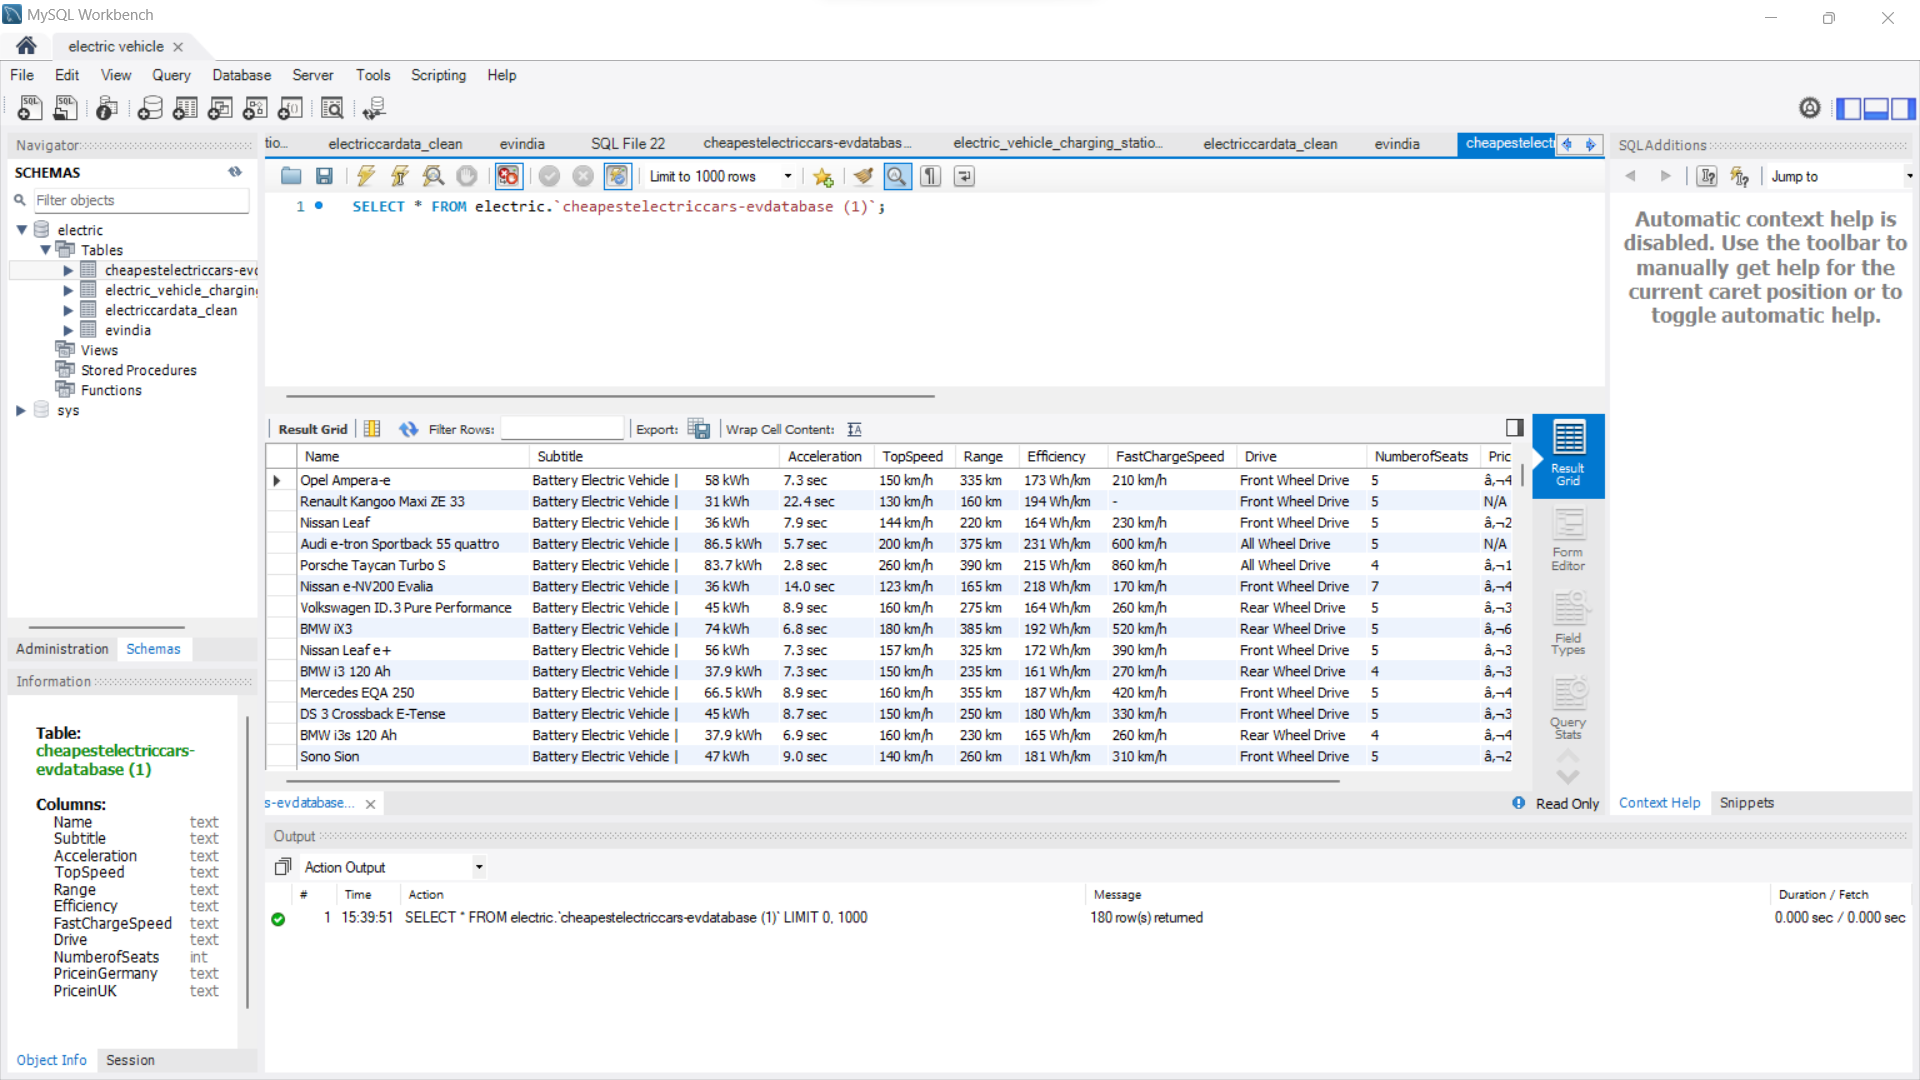 MySQL Workbench
electric vehicle
File Edit View Query Database Server Tools Scripting Help
Navigator
SCHEMAS
Filter objects
electric
Tables
cheapestelectriccars-evd
electric_vehicle_charging
electriccardata_clean
evindia
Views
Stored Procedures
Functions
sys
Administration Schemas
Information
Table:
cheapestelectriccars-
evdatabase (1)
Columns:
Name text
Subtitle text
Acceleration text
TopSpeed text
Range text
Efficiency text
FastChargeSpeed text
Drive text
NumberofSeats int
PriceinGermany text
PriceinUK text
Object Info Session
tio... electriccardata_clean evindia SQL File 22 cheapestelectriccars-evdatabas... electric_vehicle_charging_statio... electriccardata_clean evindia cheapestelectr
Limit to 1000 rows
1 SELECT * FROM electric.`cheapestelectriccars-evdatabase (1)`;
Result Grid Filter Rows: Export: Wrap Cell Content:
Name Subtitle Acceleration TopSpeed Range Efficiency FastChargeSpeed Drive NumberofSeats Pric
Opel Ampera-e Battery Electric Vehicle | 58 kWh 7.3 sec 150 km/h 335 km 173 Wh/km 210 km/h Front Wheel Drive 5 â‚¬4
Renault Kangoo Maxi ZE 33 Battery Electric Vehicle | 31 kWh 22.4 sec 130 km/h 160 km 194 Wh/km - Front Wheel Drive 5 N/A
Nissan Leaf Battery Electric Vehicle | 36 kWh 7.9 sec 144 km/h 220 km 164 Wh/km 230 km/h Front Wheel Drive 5 â‚¬2
Audi e-tron Sportback 55 quattro Battery Electric Vehicle | 86.5 kWh 5.7 sec 200 km/h 375 km 231 Wh/km 600 km/h All Wheel Drive 5 N/A
Porsche Taycan Turbo S Battery Electric Vehicle | 83.7 kWh 2.8 sec 260 km/h 390 km 215 Wh/km 860 km/h All Wheel Drive 4 â‚¬1
Nissan e-NV200 Evalia Battery Electric Vehicle | 36 kWh 14.0 sec 123 km/h 165 km 218 Wh/km 170 km/h Front Wheel Drive 7 â‚¬4
Volkswagen ID.3 Pure Performance Battery Electric Vehicle | 45 kWh 8.9 sec 160 km/h 275 km 164 Wh/km 260 km/h Rear Wheel Drive 5 â‚¬3
BMW iX3 Battery Electric Vehicle | 74 kWh 6.8 sec 180 km/h 385 km 192 Wh/km 520 km/h Rear Wheel Drive 5 â‚¬6
Nissan Leaf e+ Battery Electric Vehicle | 56 kWh 7.3 sec 157 km/h 325 km 172 Wh/km 390 km/h Front Wheel Drive 5 â‚¬3
BMW i3 120 Ah Battery Electric Vehicle | 37.9 kWh 7.3 sec 150 km/h 235 km 161 Wh/km 270 km/h Rear Wheel Drive 4 â‚¬3
Mercedes EQA 250 Battery Electric Vehicle | 66.5 kWh 8.9 sec 160 km/h 355 km 187 Wh/km 420 km/h Front Wheel Drive 5 â‚¬4
DS 3 Crossback E-Tense Battery Electric Vehicle | 45 kWh 8.7 sec 150 km/h 250 km 180 Wh/km 330 km/h Front Wheel Drive 5 â‚¬3
BMW i3s 120 Ah Battery Electric Vehicle | 37.9 kWh 6.9 sec 160 km/h 230 km 165 Wh/km 260 km/h Rear Wheel Drive 4 â‚¬4
Sono Sion Battery Electric Vehicle | 47 kWh 9.0 sec 140 km/h 260 km 181 Wh/km 310 km/h Front Wheel Drive 5 â‚¬2
Result
Grid
Form
Editor
Field
Types
Query
Stats
s-evdatabase... Read Only
Output
Action Output
# Time Action Message Duration / Fetch
1 15:39:51 SELECT * FROM electric.`cheapestelectriccars-evdatabase (1)` LIMIT 0, 1000 180 row(s) returned 0.000 sec / 0.000 sec
SQLAdditions
Jump to
Automatic context help is
disabled. Use the toolbar to
manually get help for the
current caret position or to
toggle automatic help.
Context Help Snippets